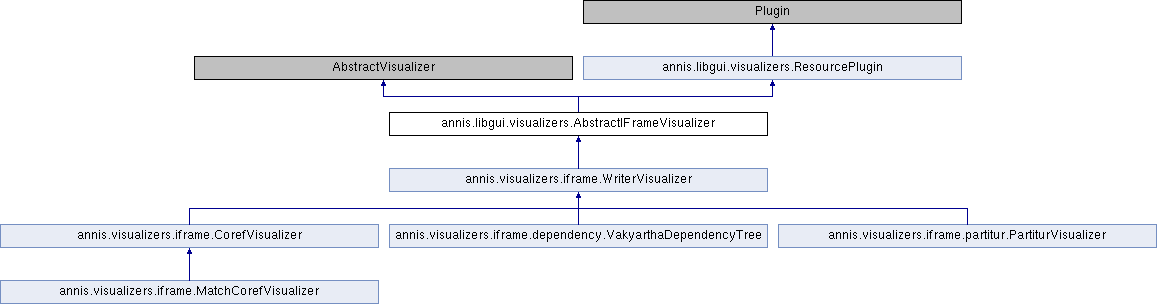 Plugin
AbstractVisualizer
annis.libgui.visualizers.ResourcePlugin
annis.libgui.visualizers.AbstractIFrameVisualizer
annis.visualizers.iframe.WriterVisualizer
annis.visualizers.iframe.CorefVisualizer
annis.visualizers.iframe.dependency.VakyarthaDependencyTree
annis.visualizers.iframe.partitur.PartiturVisualizer
annis.visualizers.iframe.MatchCorefVisualizer